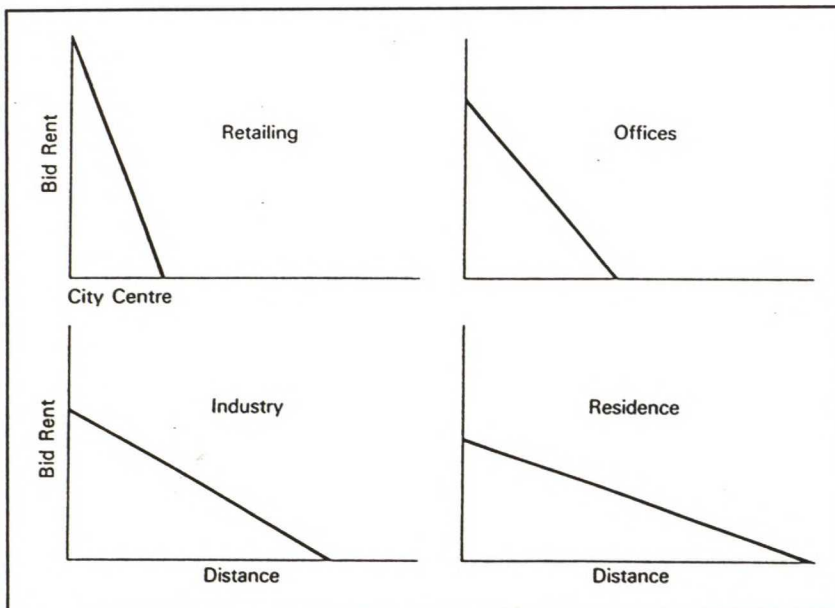 Bid Rent
Retailing
Offices
City Centre
Bid Rent
Industry
Residence
Distance
Distance